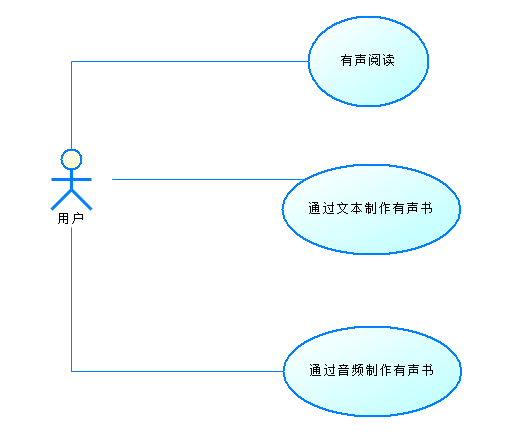 有声阅读
用户
通过文本制作有声书
通过音频制作有声书